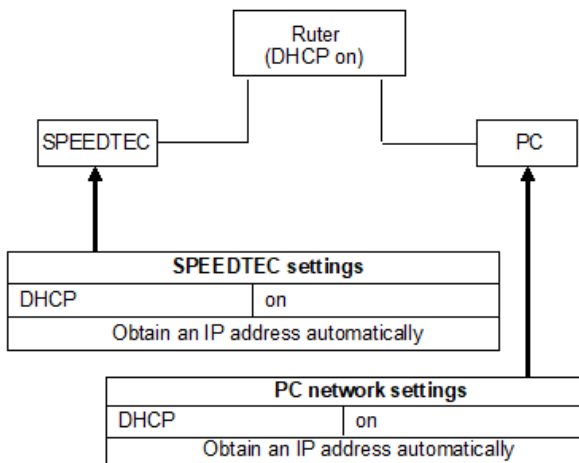 Ruter
(DHCP on)
SPEEDTEC
PC
SPEEDTEC settings
DHCP on
Obtain an IP address automatically
PC network settings
DHCP on
Obtain an IP address automatically